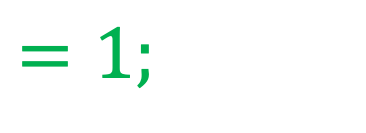 = 1;